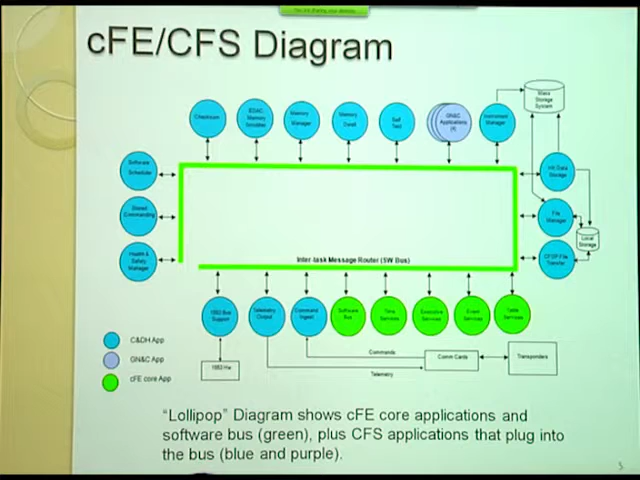 cFE/CFS Diagram
Mass
Storage
System
Checksum
EDAC
Memory
Scrubber
Memory
Manager
Memory
Dwell
Self
Test
GN&C
Applications
(4)
Instrument
Manager
Software
Scheduler
Stored
Commanding
Health &
Safety
Manager
HK Data
Storage
File
Manager
Local
Storage
CFDP File
Transfer
Inter-task Message Router (SW Bus)
1553 Bus
Support
Telemetry
Output
Command
Ingest
Software
Bus
Time
Services
Executive
Services
Event
Services
Table
Services
C&DH App
GN&C App
cFE core App
1553 Hw
Commands
Comm Cards
Transponders
Telemetry
"Lollipop" Diagram shows cFE core applications and
software bus (green), plus CFS applications that plug into
the bus (blue and purple).
5